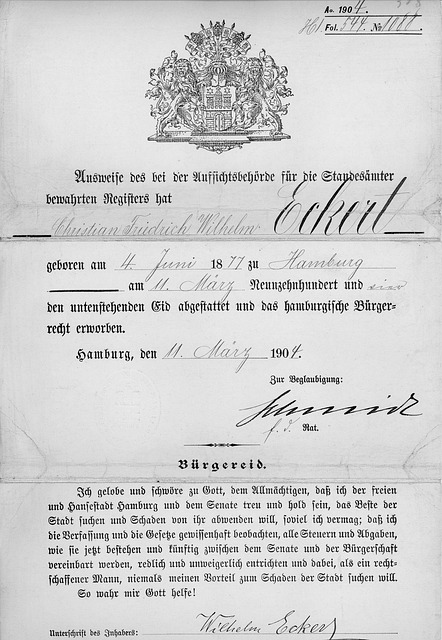 Ao. 1904.
Fol. 544. No. 1081.
Ausweise des bei der Aufsichtsbehörde für die Standesämter
bewahrten Registers hat
Christian Friedrich Wilhelm Eckert
geboren am 4. Juni 1877 zu Hamburg
am 11. März Neunzehnhundert und vier
den untenstehenden Eid abgestattet und das hamburgische Bürger-
recht erworben.
Hamburg, den 11. März 1904.
Zur Beglaubigung:
Schmidt
f. d. Rat.
Bürgereid.
Ich gelobe und schwöre zu Gott, dem Allmächtigen, daß ich der freien
und Hansestadt Hamburg und dem Senate treu und hold sein, das Beste der
Stadt suchen und Schaden von ihr abwenden will, soviel ich vermag; daß ich
die Verfassung und die Gesetze gewissenhaft beobachten, alle Steuern und Abgaben,
wie sie jetzt bestehen und künftig zwischen dem Senate und der Bürgerschaft
vereinbart werden, redlich und unweigerlich entrichten und dabei, als ein recht-
schaffener Mann, niemals meinen Vorteil zum Schaden der Stadt suchen will.
So wahr mir Gott helfe!
Unterschrift des Inhabers: Wilhelm Eckert